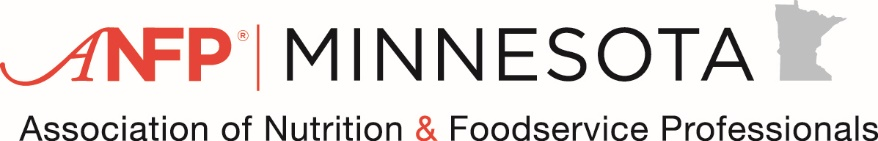 ANFP® | MINNESOTA
Association of Nutrition & Foodservice Professionals